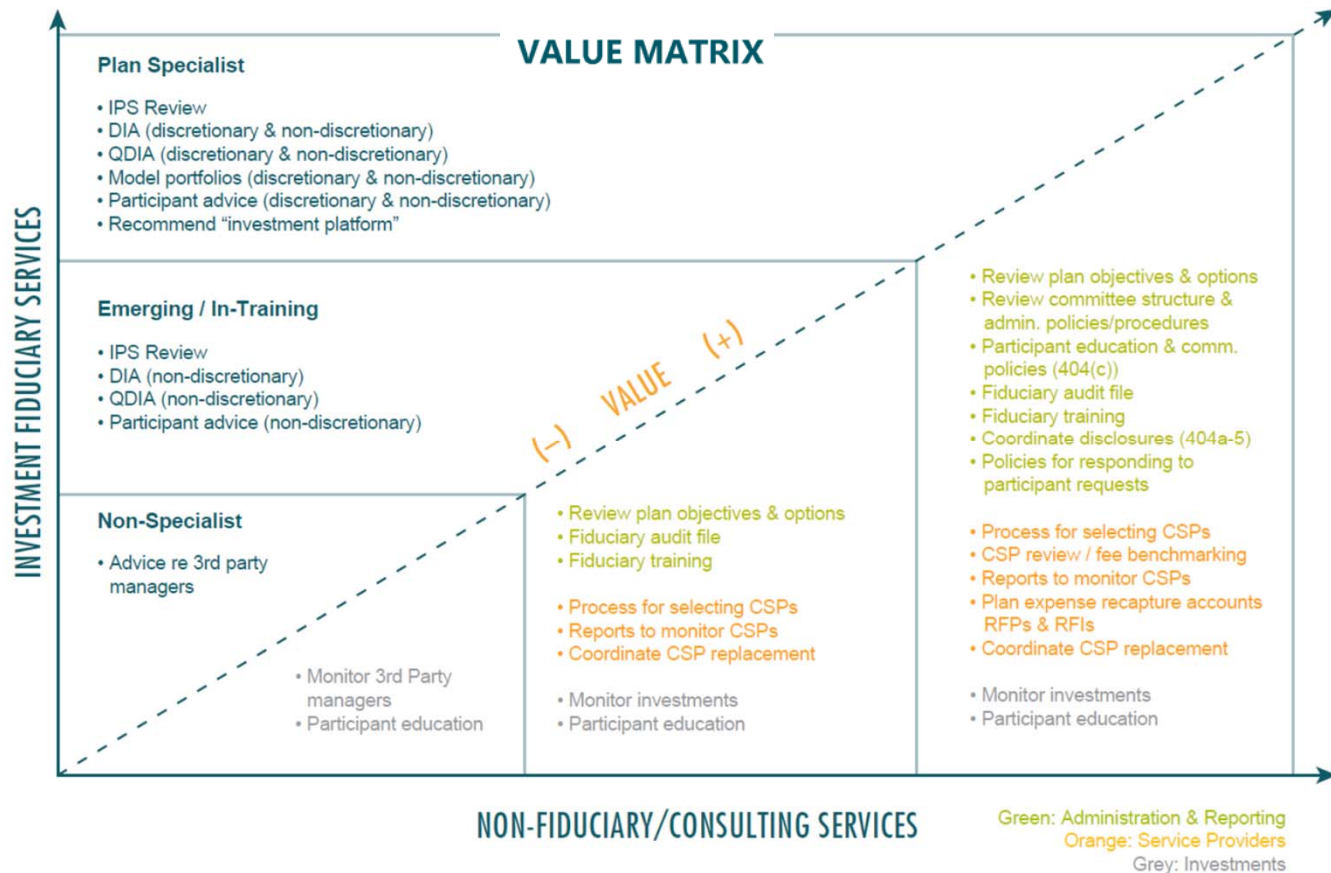 VALUE MATRIX
INVESTMENT FIDUCIARY SERVICES
Plan Specialist
• IPS Review
• DIA (discretionary & non-discretionary)
• QDIA (discretionary & non-discretionary)
• Model portfolios (discretionary & non-discretionary)
• Participant advice (discretionary & non-discretionary)
• Recommend “investment platform”
Emerging / In-Training
• IPS Review
• DIA (non-discretionary)
• QDIA (non-discretionary)
• Participant advice (non-discretionary)
(–) VALUE (+)
Non-Specialist
• Advice re 3rd party
managers
• Monitor 3rd Party
managers
• Participant education
• Review plan objectives & options
• Fiduciary audit file
• Fiduciary training
• Process for selecting CSPs
• Reports to monitor CSPs
• Coordinate CSP replacement
• Monitor investments
• Participant education
• Review plan objectives & options
• Review committee structure &
admin. policies/procedures
• Participant education & comm.
policies (404(c))
• Fiduciary audit file
• Fiduciary training
• Coordinate disclosures (404a-5)
• Policies for responding to
participant requests
• Process for selecting CSPs
• CSP review / fee benchmarking
• Reports to monitor CSPs
• Plan expense recapture accounts
RFPs & RFIs
• Coordinate CSP replacement
• Monitor investments
• Participant education
NON-FIDUCIARY/CONSULTING SERVICES
Green: Administration & Reporting
Orange: Service Providers
Grey: Investments